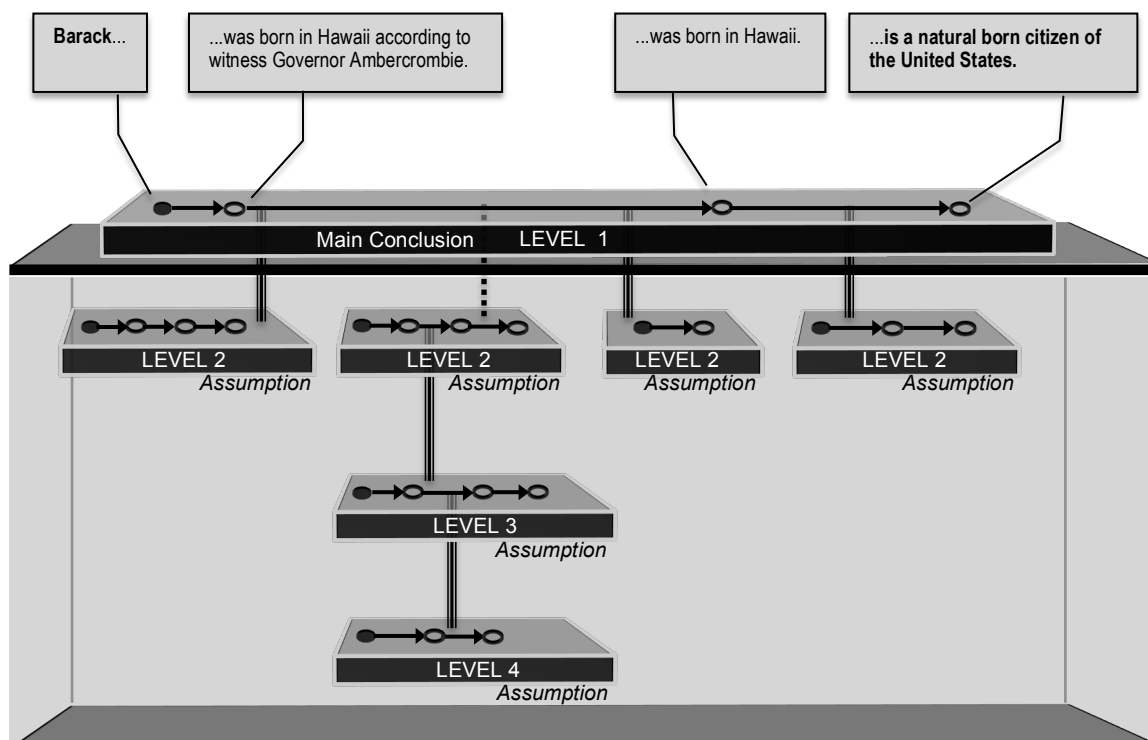 Barack...
...was born in Hawaii according to
witness Governor Ambercrombie.
...was born in Hawaii.
...is a natural born citizen of
the United States.
Main Conclusion LEVEL 1
LEVEL 2
Assumption
LEVEL 2
Assumption
LEVEL 2
Assumption
LEVEL 2
Assumption
LEVEL 3
Assumption
LEVEL 4
Assumption